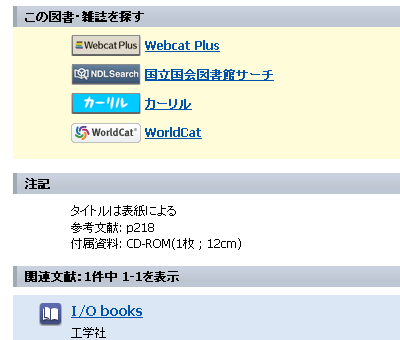 この図書・雑誌を探す
Webcat Plus Webcat Plus
NDLSearch 国立国会図書館サーチ
カーリル カーリル
WorldCat® WorldCat
注記
タイトルは表紙による
参考文献: p218
付属資料: CD-ROM(1枚 ; 12cm)
関連文献: 1件中 1-1を表示
I/O books
工学社